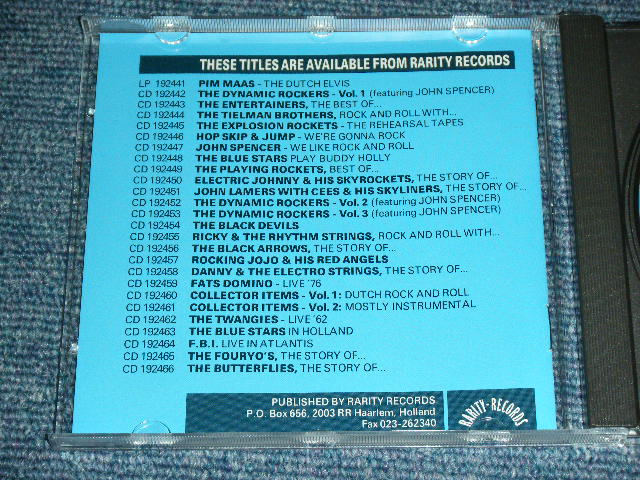 THESE TITLES ARE AVAILABLE FROM RARITY RECORDS
LP 192441 PIM MAAS - THE DUTCH ELVIS
CD 192442 THE DYNAMIC ROCKERS - Vol. 1 (featuring JOHN SPENCER)
CD 192443 THE ENTERTAINERS, THE BEST OF...
CD 192444 THE TIELMAN BROTHERS, ROCK AND ROLL WITH...
CD 192445 THE EXPLOSION ROCKETS - THE REHEARSAL TAPES
CD 192446 HOP SKIP & JUMP - WE'RE GONNA ROCK
CD 192447 JOHN SPENCER - WE LIKE ROCK AND ROLL
CD 192448 THE BLUE STARS PLAY BUDDY HOLLY
CD 192449 THE PLAYING ROCKETS, BEST OF...
CD 192450 ELECTRIC JOHNNY & HIS SKYROCKETS, THE STORY OF...
CD 192451 JOHN LAMERS WITH CEES & HIS SKYLINERS, THE STORY OF...
CD 192452 THE DYNAMIC ROCKERS - Vol. 2 (featuring JOHN SPENCER)
CD 192453 THE DYNAMIC ROCKERS - Vol. 3 (featuring JOHN SPENCER)
CD 192454 THE BLACK DEVILS
CD 192455 RICKY & THE RHYTHM STRINGS, ROCK AND ROLL WITH...
CD 192456 THE BLACK ARROWS, THE STORY OF...
CD 192457 ROCKING JOJO & HIS RED ANGELS
CD 192458 DANNY & THE ELECTRO STRINGS, THE STORY OF...
CD 192459 FATS DOMINO - LIVE '76
CD 192460 COLLECTOR ITEMS - Vol. 1: DUTCH ROCK AND ROLL
CD 192461 COLLECTOR ITEMS - Vol. 2: MOSTLY INSTRUMENTAL
CD 192462 THE TWANGIES - LIVE '62
CD 192463 THE BLUE STARS IN HOLLAND
CD 192464 F.B.I. LIVE IN ATLANTIS
CD 192465 THE FOURYO'S, THE STORY OF...
CD 192466 THE BUTTERFLIES, THE STORY OF...
PUBLISHED BY RARITY RECORDS
P.O. Box 656, 2003 RR Haarlem, Holland
Fax 023-262340
RARITY-RECORDS